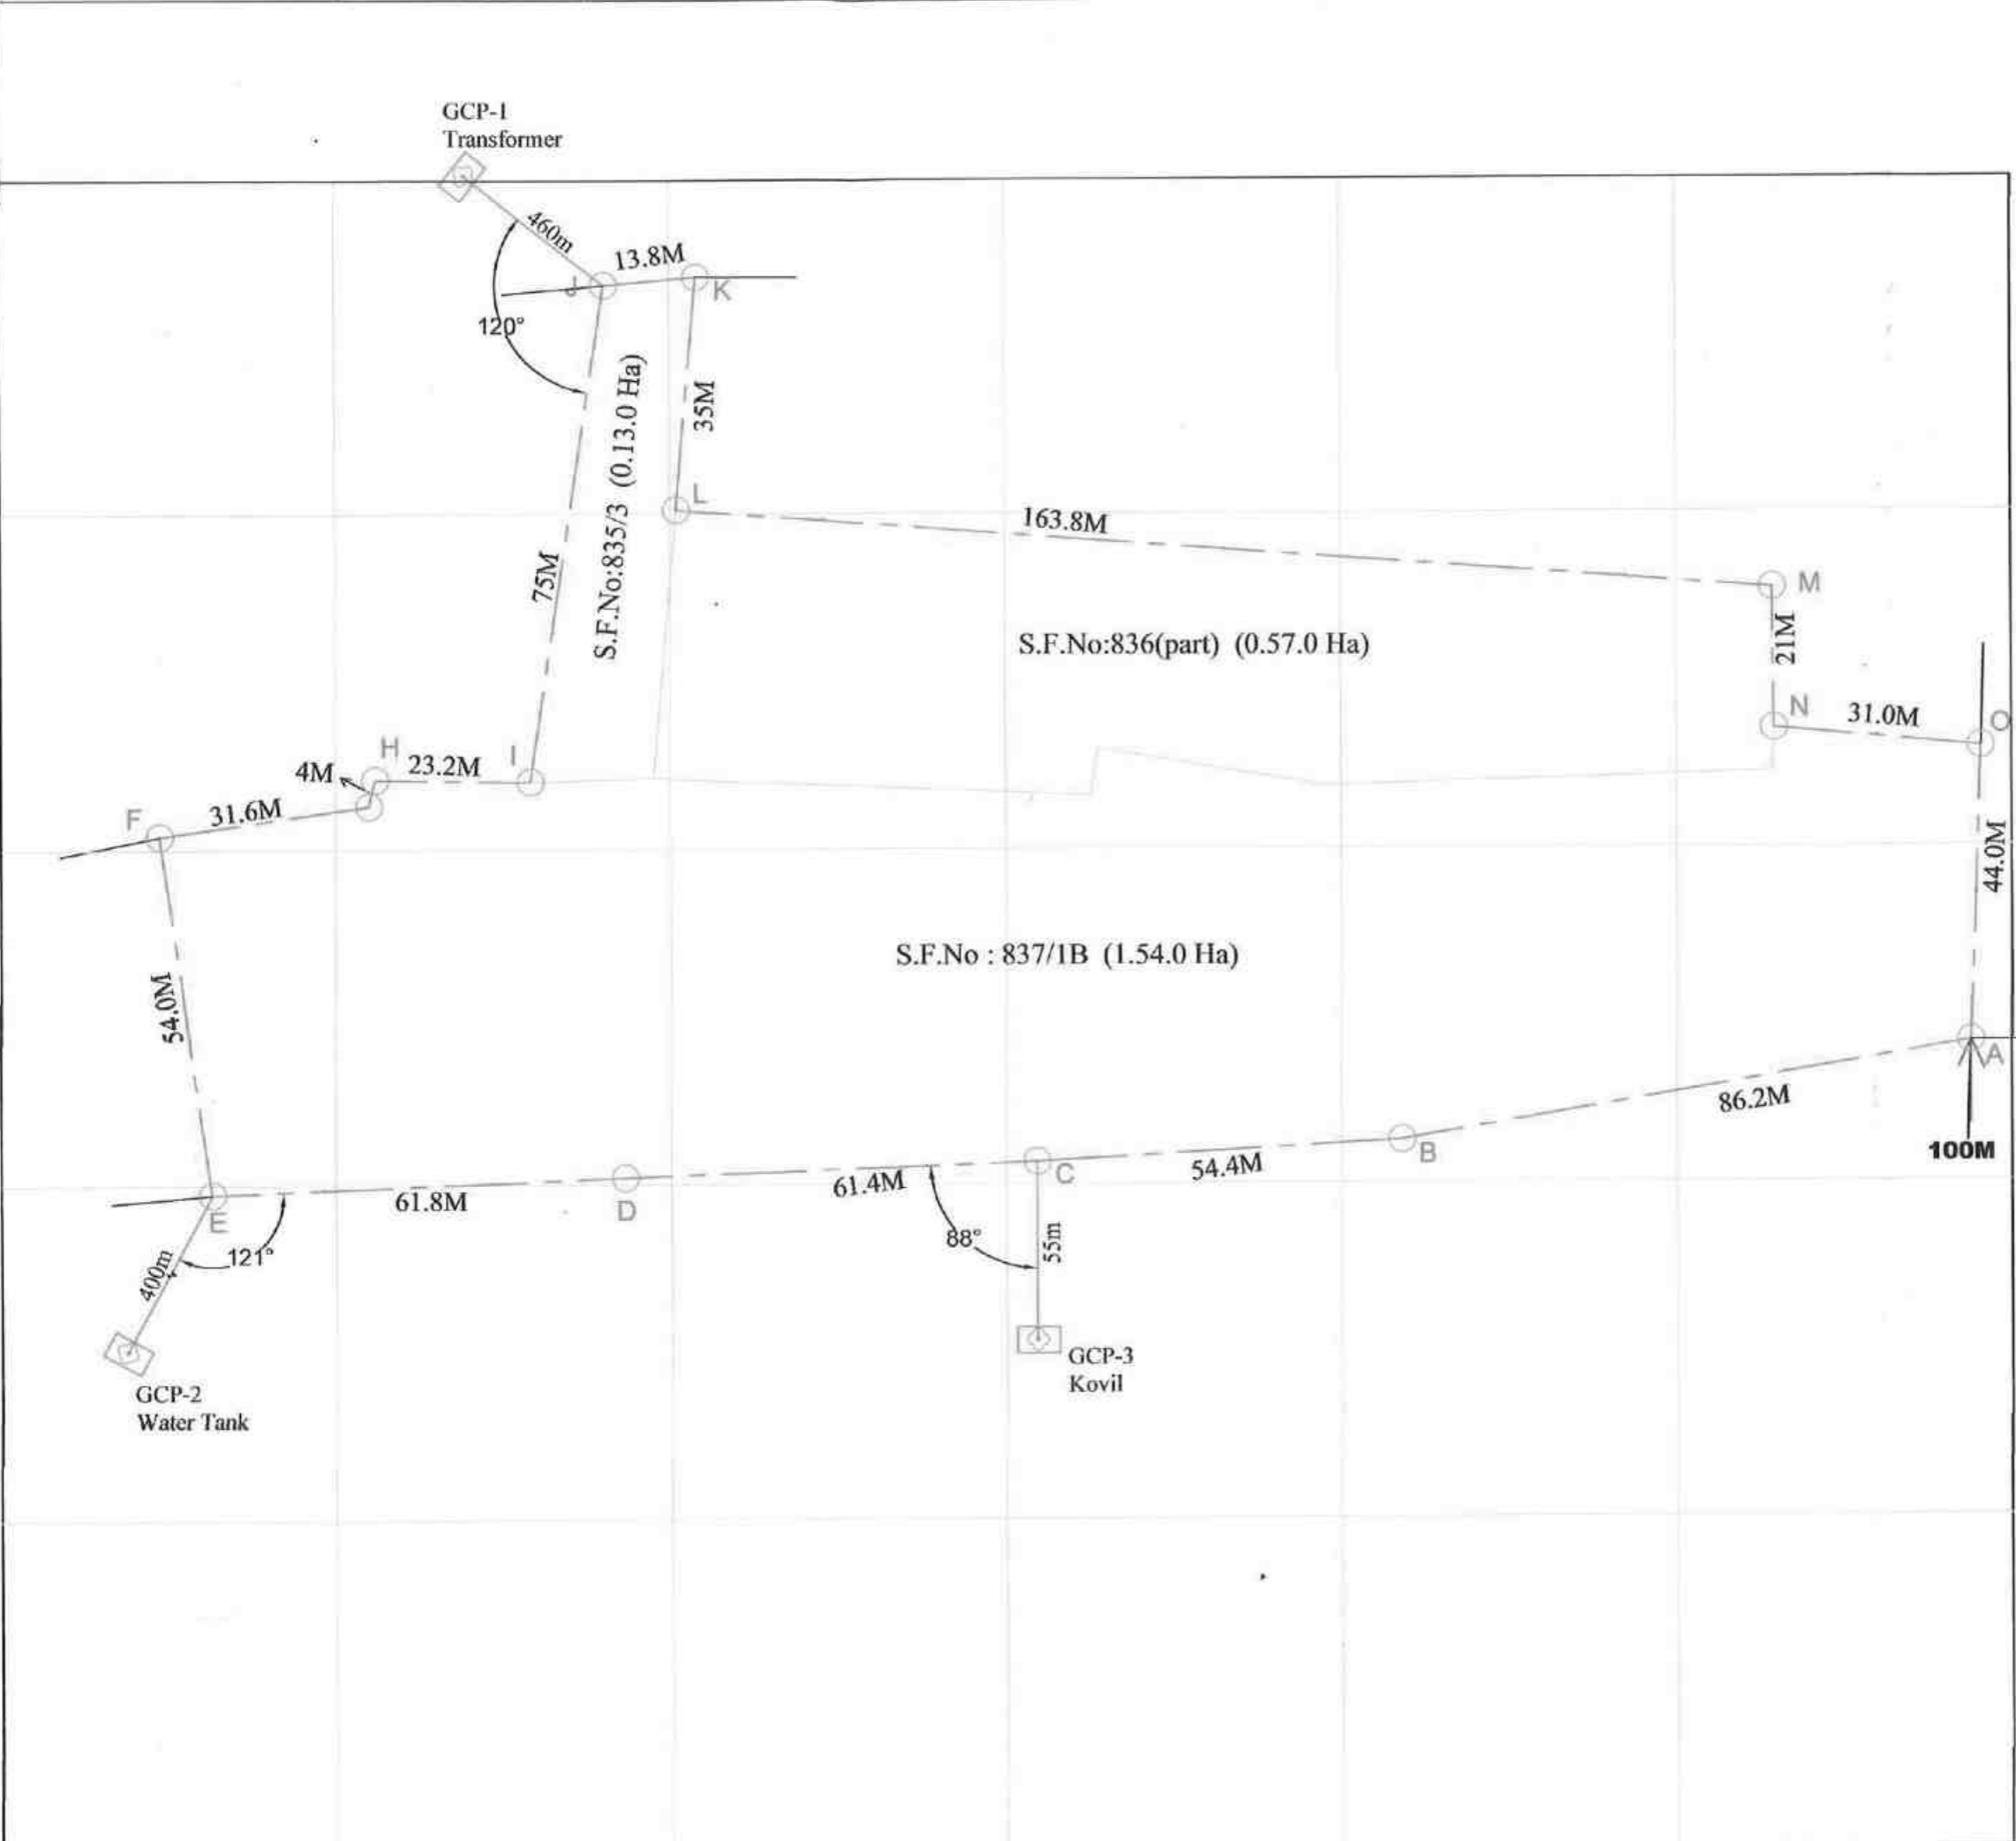 GCP-1
Transformer
460m
13.8M
J
K
120°
35M
S.F.No:835/3 (0.13.0 Ha)
L
163.8M
75M
M
21M
S.F.No:836(part) (0.57.0 Ha)
N
31.0M
O
H
I
4M
23.2M
F
31.6M
44.0M
S.F.No : 837/1B (1.54.0 Ha)
54.0M
A
86.2M
100M
B
C
54.4M
61.4M
D
61.8M
E
88°
55m
121°
400m
GCP-3
Kovil
GCP-2
Water Tank